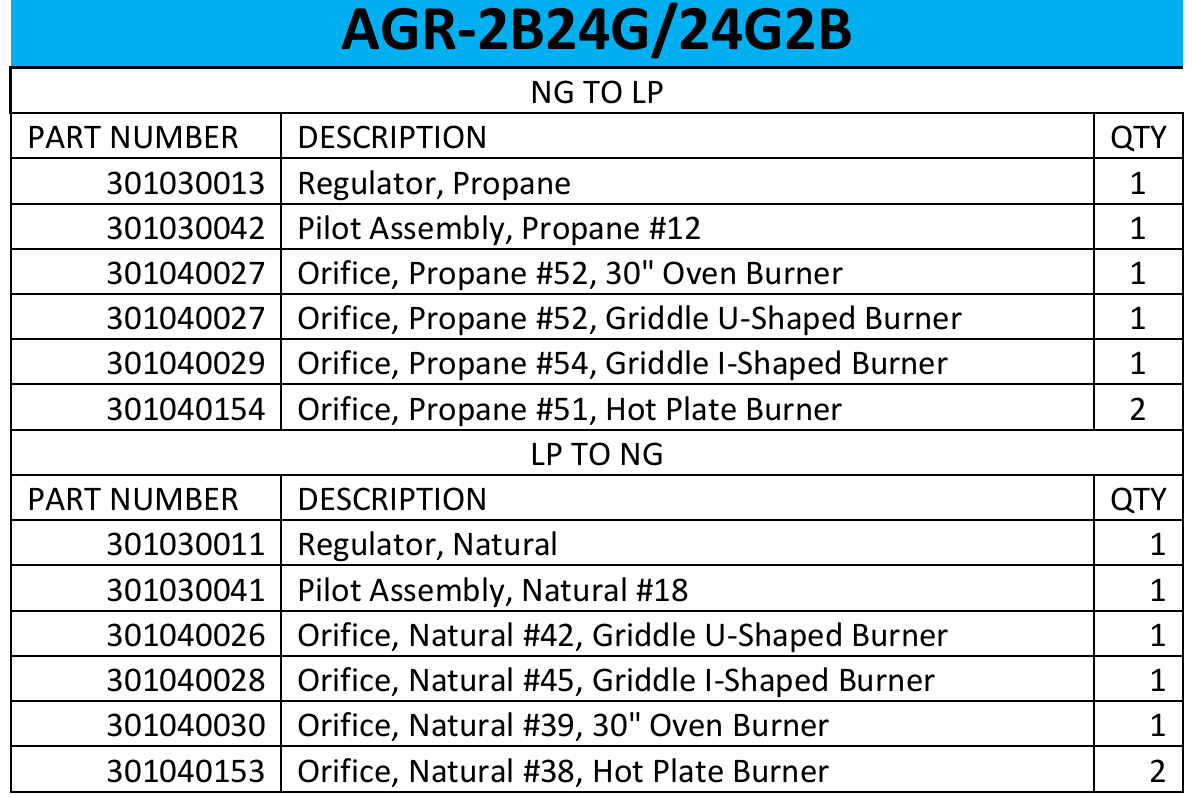 AGR-2B24G/24G2B
NG TO LP
PART NUMBER DESCRIPTION QTY
301030013 Regulator, Propane 1
301030042 Pilot Assembly, Propane #12 1
301040027 Orifice, Propane #52, 30" Oven Burner 1
301040027 Orifice, Propane #52, Griddle U-Shaped Burner 1
301040029 Orifice, Propane #54, Griddle I-Shaped Burner 1
301040154 Orifice, Propane #51, Hot Plate Burner 2
LP TO NG
PART NUMBER DESCRIPTION QTY
301030011 Regulator, Natural 1
301030041 Pilot Assembly, Natural #18 1
301040026 Orifice, Natural #42, Griddle U-Shaped Burner 1
301040028 Orifice, Natural #45, Griddle I-Shaped Burner 1
301040030 Orifice, Natural #39, 30" Oven Burner 1
301040153 Orifice, Natural #38, Hot Plate Burner 2